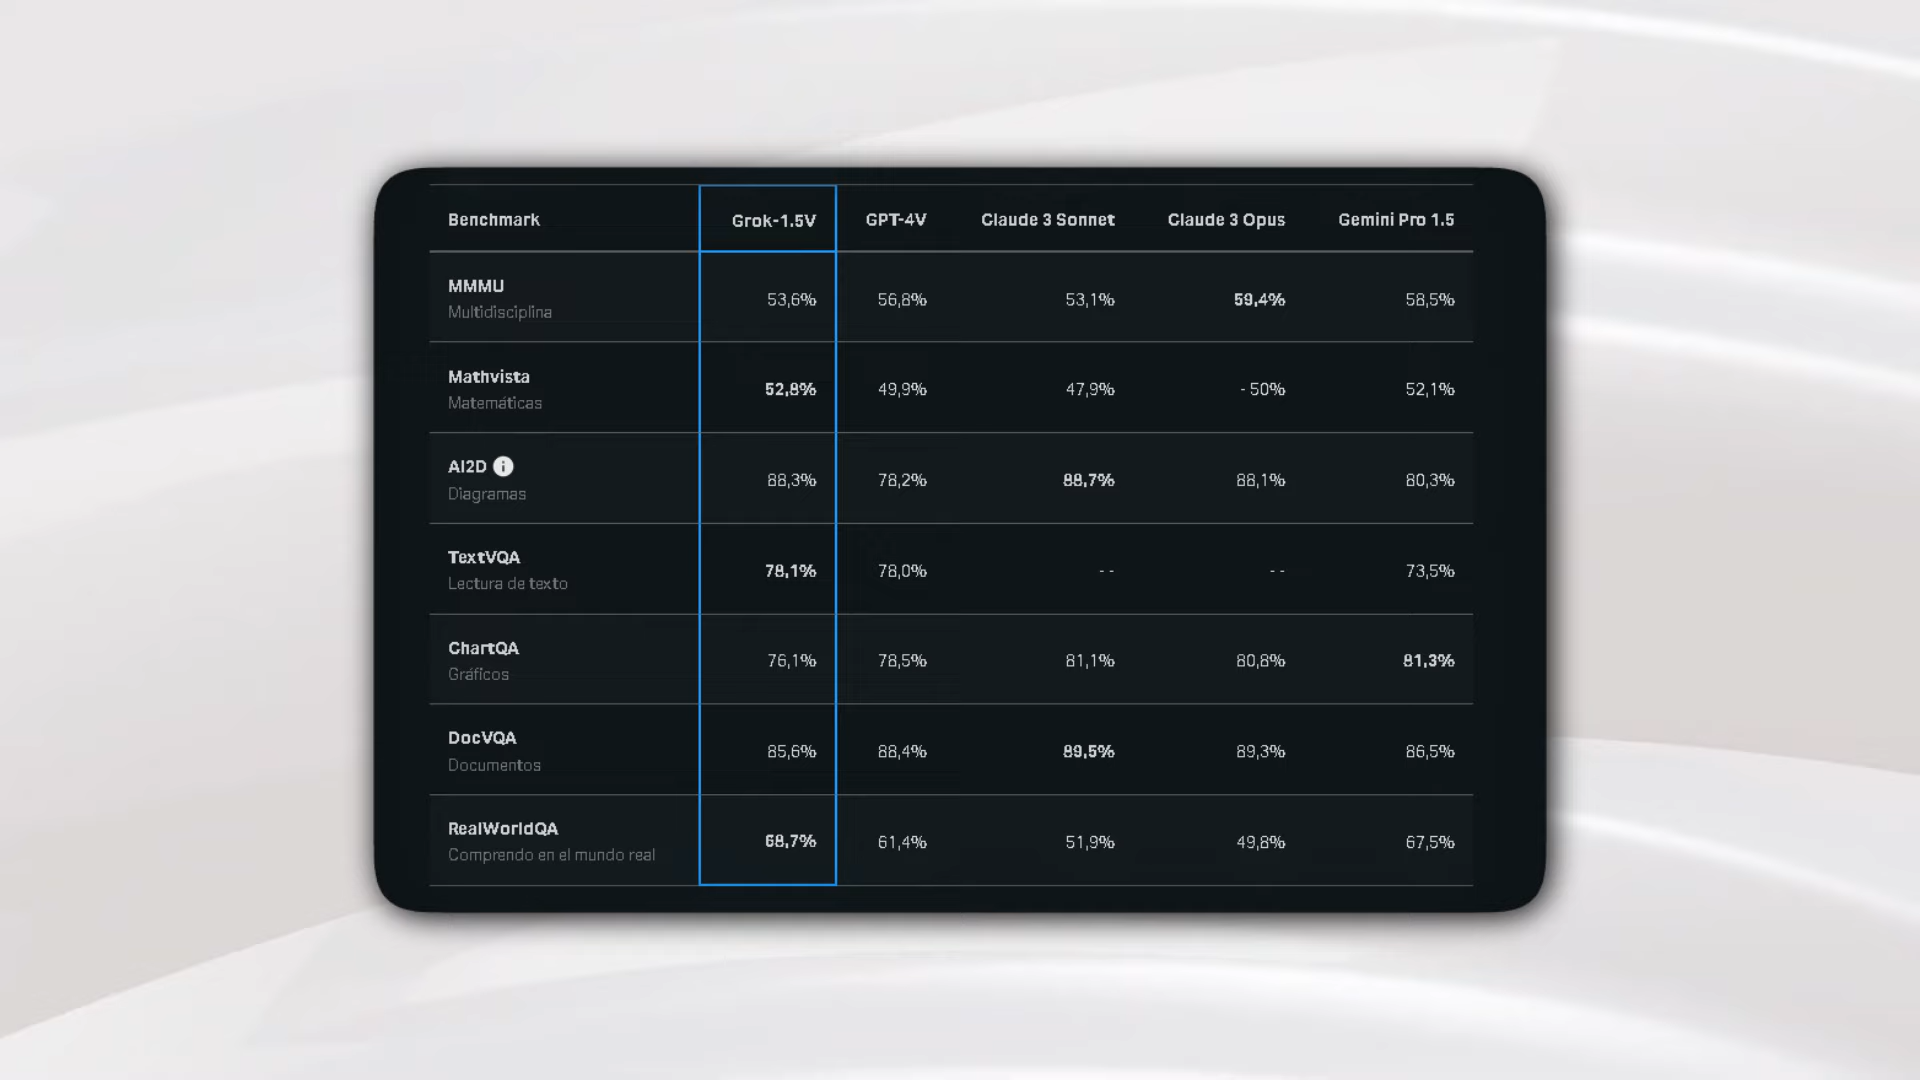 Benchmark Grok-1.5V GPT-4V Claude 3 Sonnet Claude 3 Opus Gemini Pro 1.5
MMMU
Multidisciplina
53,6% 56,8% 53,1% 59,4% 58,5%
Mathvista
Matemáticas
52,8% 49,9% 47,9% - 50% 52,1%
AI2D
Diagramas
88,3% 78,2% 88,7% 88,1% 80,3%
TextVQA
Lectura de texto
78,1% 78,0% - - - - 73,5%
ChartQA
Gráficos
76,1% 78,5% 81,1% 80,8% 81,3%
DocVQA
Documentos
85,6% 88,4% 89,5% 89,3% 86,5%
RealWorldQA
Comprendo en el mundo real
68,7% 61,4% 51,9% 49,8% 67,5%